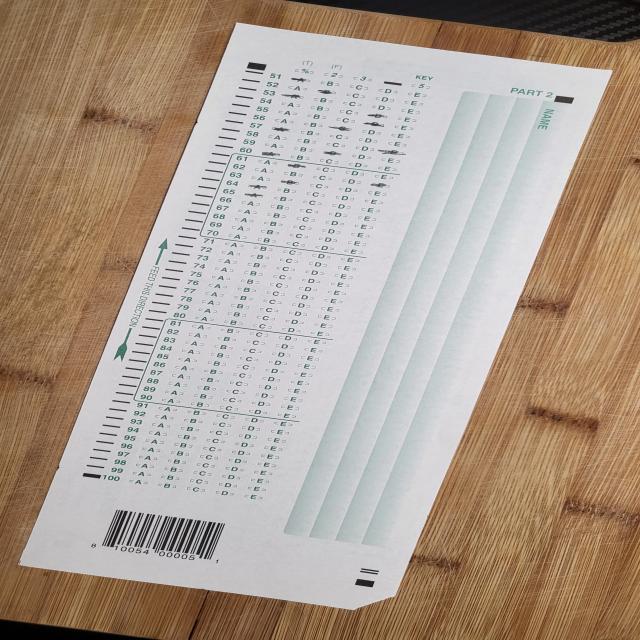 PART 2
NAME
KEY
(T) (F)
% 2 3 5
51 D
52 A B C E
53 B C D E
54 A C D E
55 A B C D E
56 A B C E
57 A B C E
58 B C D E
59 A B D E
60 A B C D
61 B D E
62 A C D E
63 A B C D E
64 A C D E
65 B C E
66 B C D E
67 A B C D E
68 A B C D E
69 A B C D E
70 A B C D E
71 A B C D E
72 A B C D E
73 A B C D E
74 A B C D E
75 A B C D E
76 A B C D E
77 A B C D E
78 A B C D E
79 A B C D E
80 A B C D E
81 A B C D E
82 A B C D E
83 A B C D E
84 A B C D E
85 A B C D E
86 A B C D E
87 A B C D E
88 A B C D E
89 A B C D E
90 A B C D E
91 A B C D E
92 A B C D E
93 A B C D E
94 A B C D E
95 A B C D E
96 A B C D E
97 A B C D E
98 A B C D E
99 A B C D E
100 A B C D E
FEED THIS DIRECTION
8 10054 00005 1